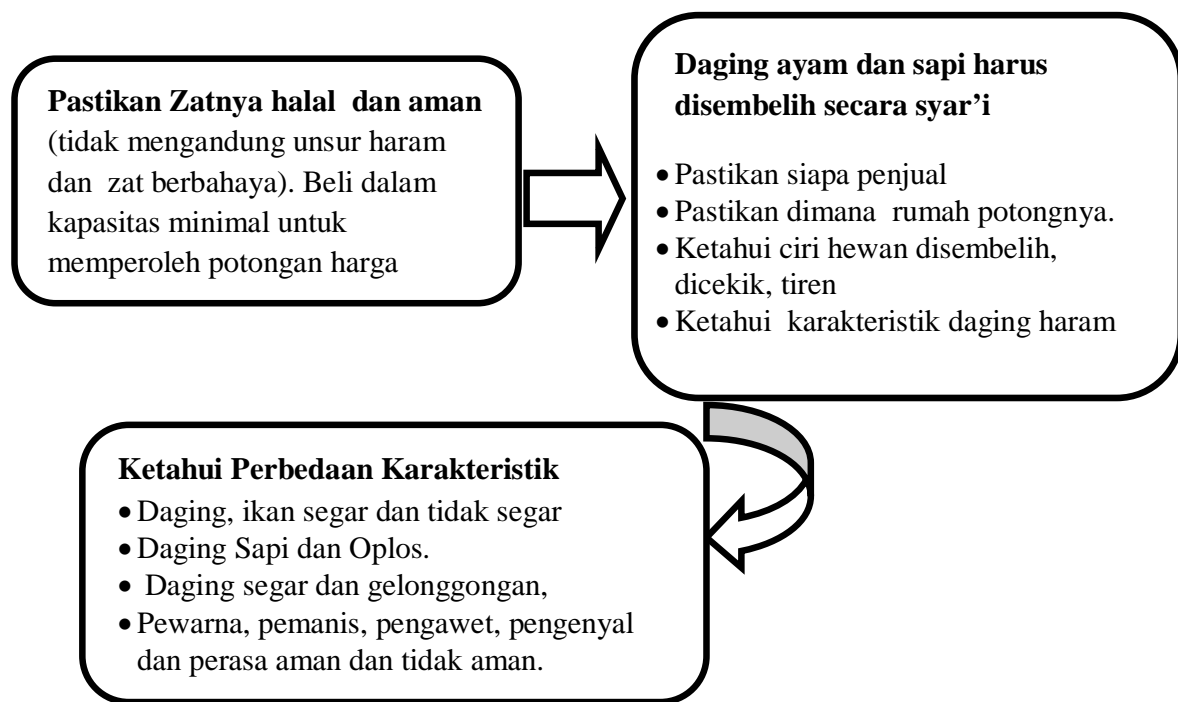 Pastikan Zatnya halal dan aman
(tidak mengandung unsur haram
dan zat berbahaya). Beli dalam
kapasitas minimal untuk
memperoleh potongan harga
Daging ayam dan sapi harus
disembelih secara syar’i
• Pastikan siapa penjual
• Pastikan dimana rumah potongnya.
• Ketahui ciri hewan disembelih,
dicekik, tiren
• Ketahui karakteristik daging haram
Ketahui Perbedaan Karakteristik
• Daging, ikan segar dan tidak segar
• Daging Sapi dan Oplos.
• Daging segar dan gelonggongan,
• Pewarna, pemanis, pengawet, pengenyal
dan perasa aman dan tidak aman.